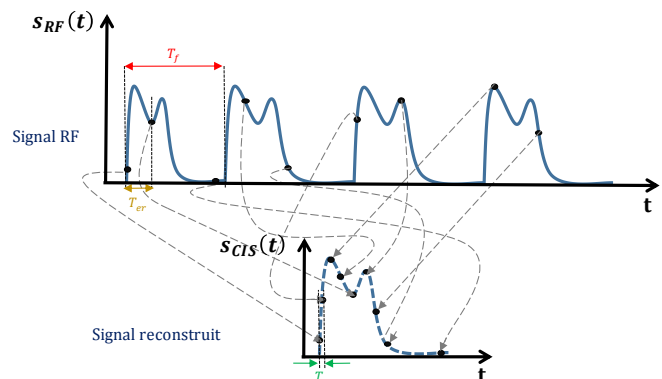 s_RF(t)
T_f
Signal RF
T_er
t
s_CIS(t)
Signal reconstruit
t
T